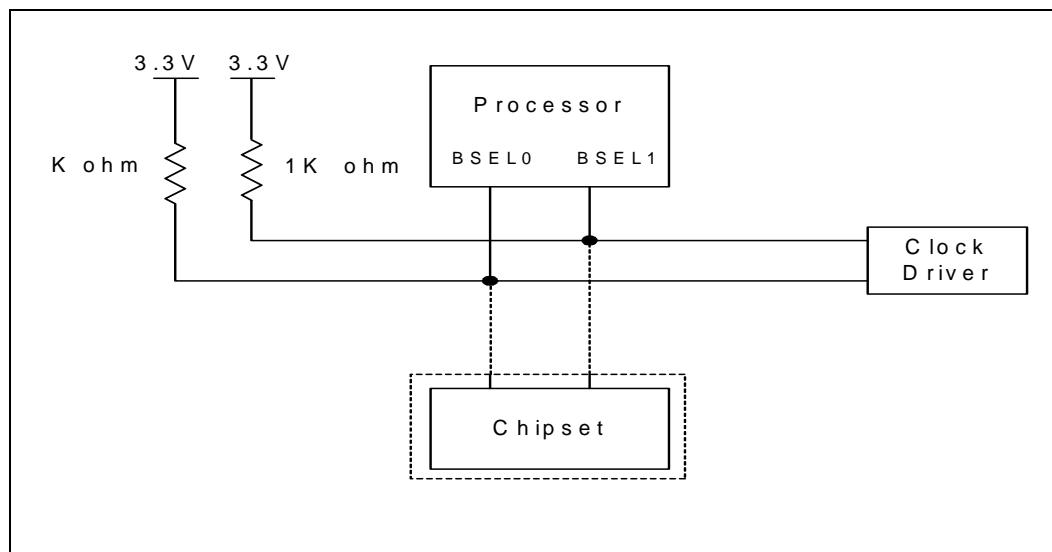 3.3V 3.3V
Processor
BSEL0 BSEL1
K ohm 1K ohm
Clock
Driver
Chipset